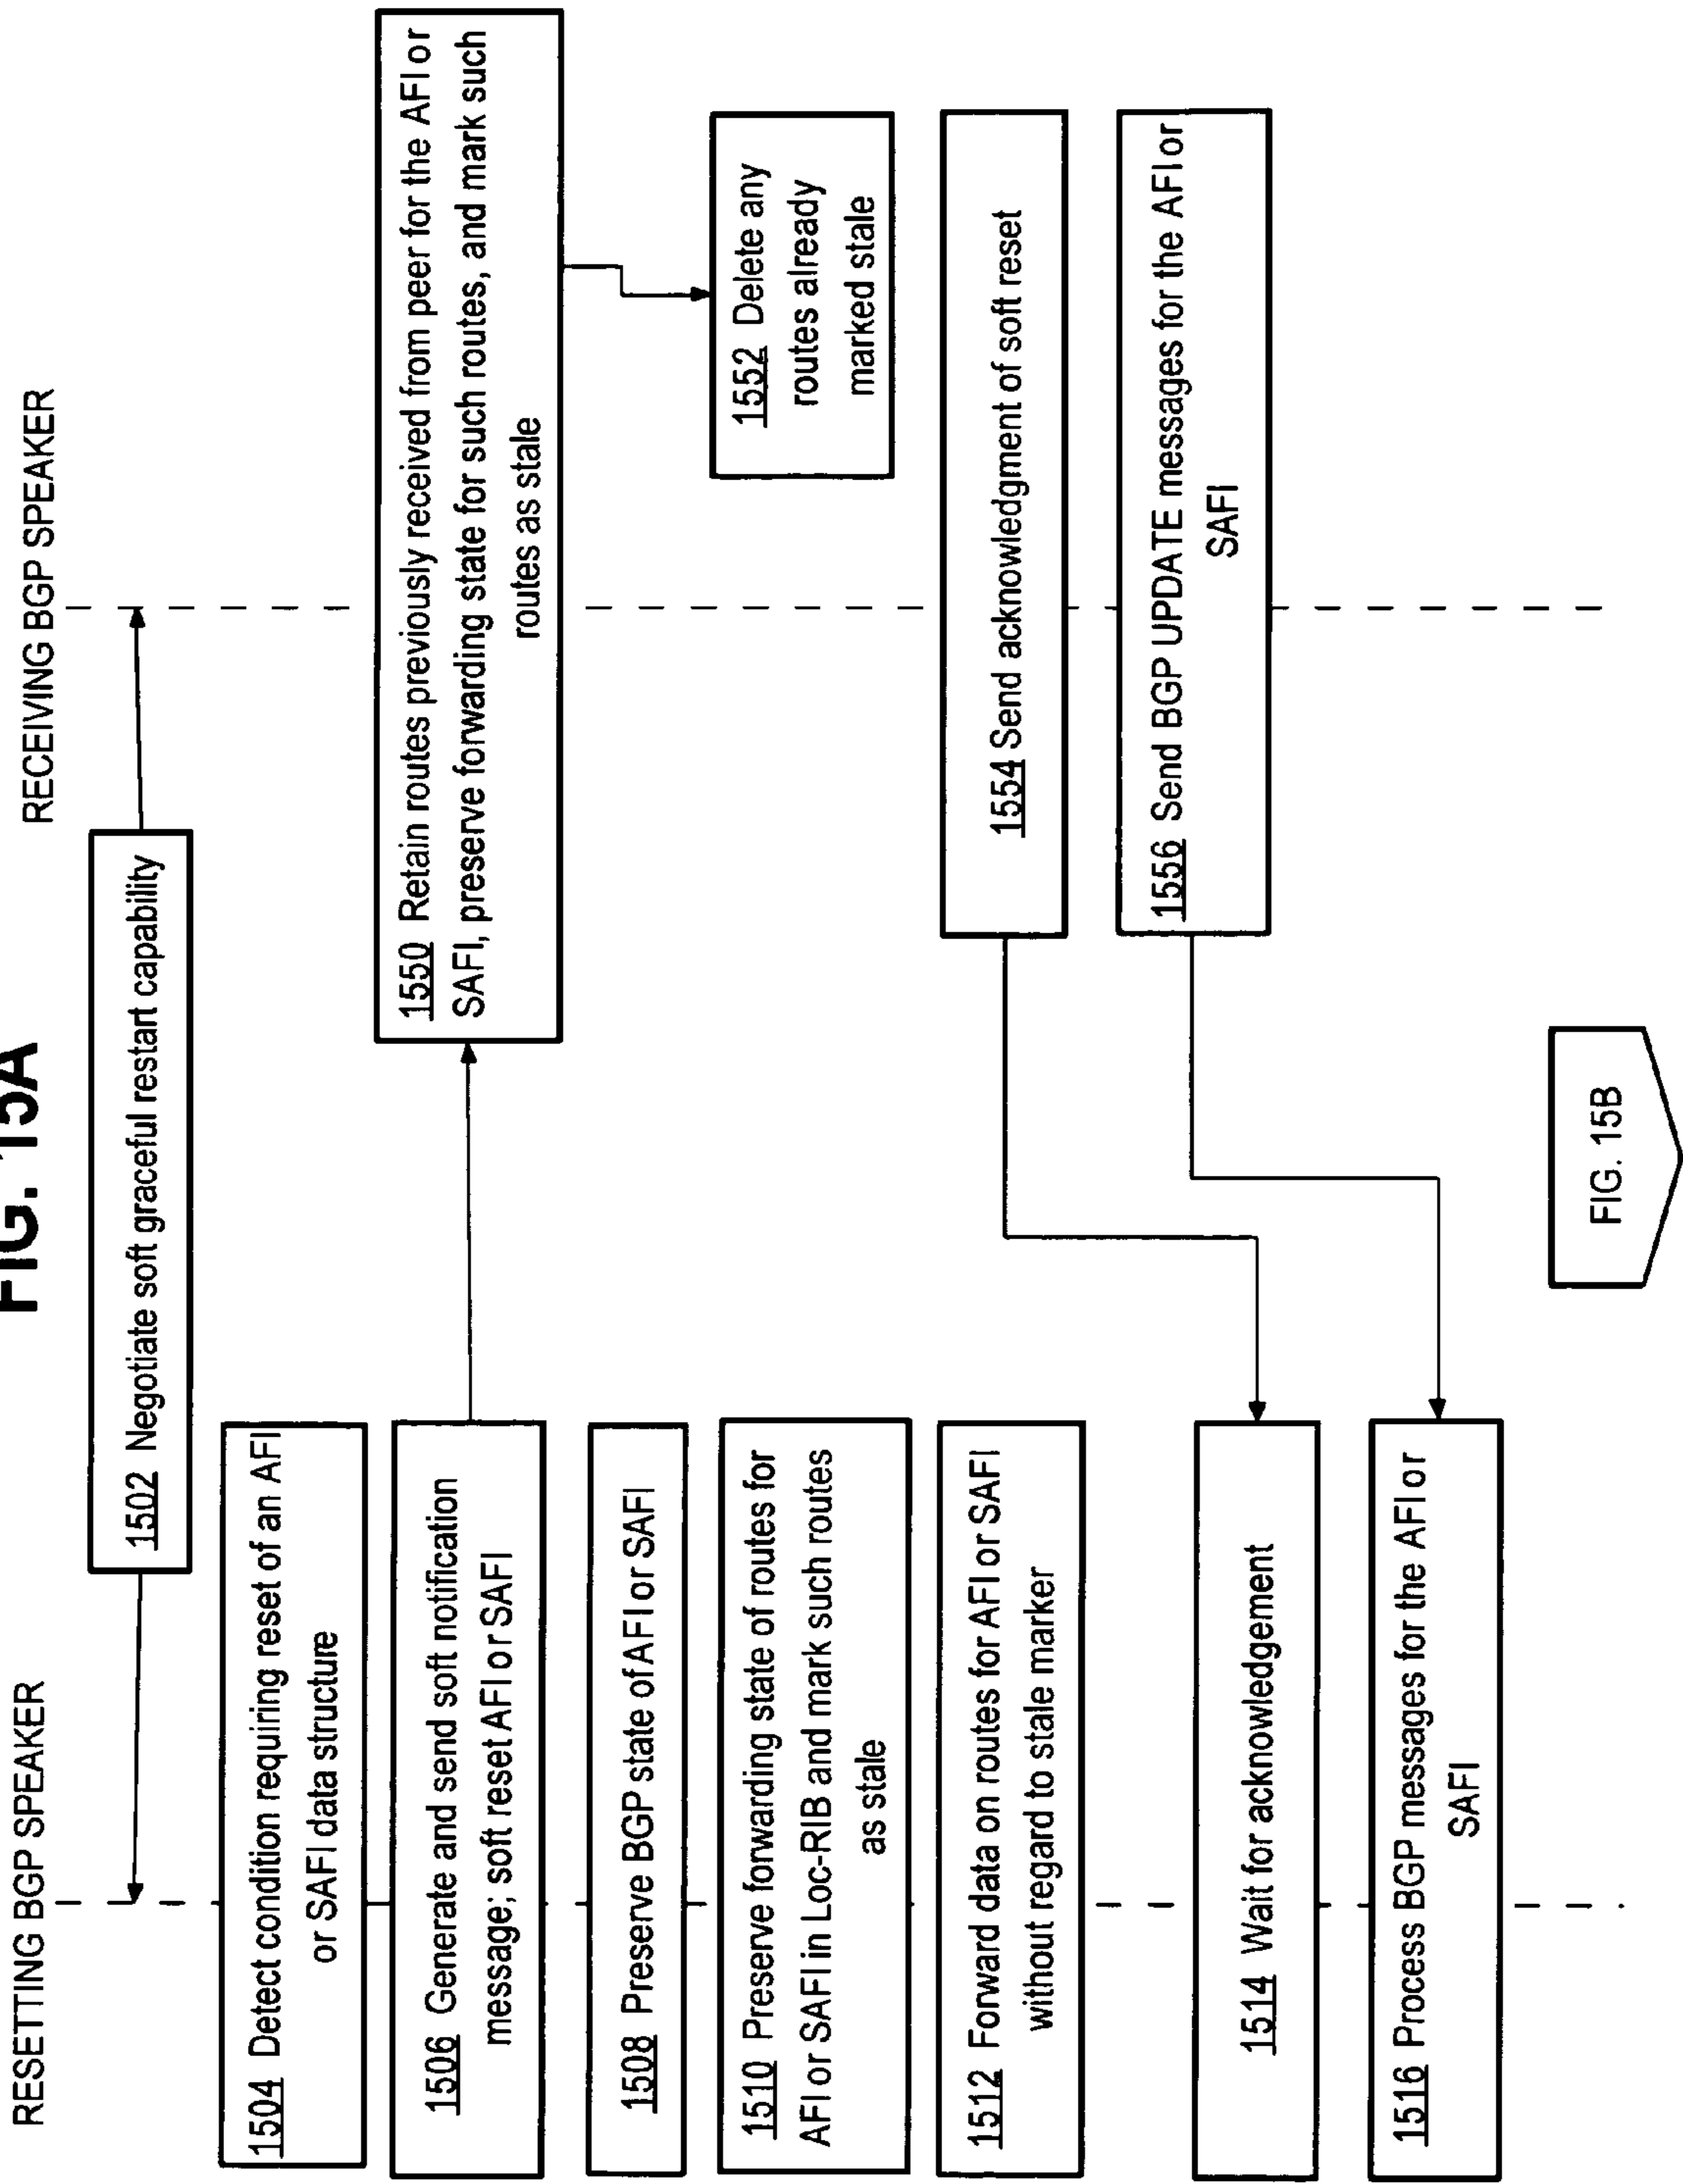 FIG. 15A
RESETTING BGP SPEAKER
RECEIVING BGP SPEAKER
1502 Negotiate soft graceful restart capability
1504 Detect condition requiring reset of an AFI
or SAFI data structure
1506 Generate and send soft notification
message; soft reset AFI or SAFI
1550 Retain routes previously received from peer for the AFI or
SAFI, preserve forwarding state for such routes, and mark such
routes as stale
1508 Preserve BGP state of AFI or SAFI
1552 Delete any
routes already
marked stale
1510 Preserve forwarding state of routes for
AFI or SAFI in Loc-RIB and mark such routes
as stale
1512 Forward data on routes for AFI or SAFI
without regard to stale marker
1554 Send acknowledgment of soft reset
1514 Wait for acknowledgement
1556 Send BGP UPDATE messages for the AFI or
SAFI
1516 Process BGP messages for the AFI or
SAFI
FIG. 15B